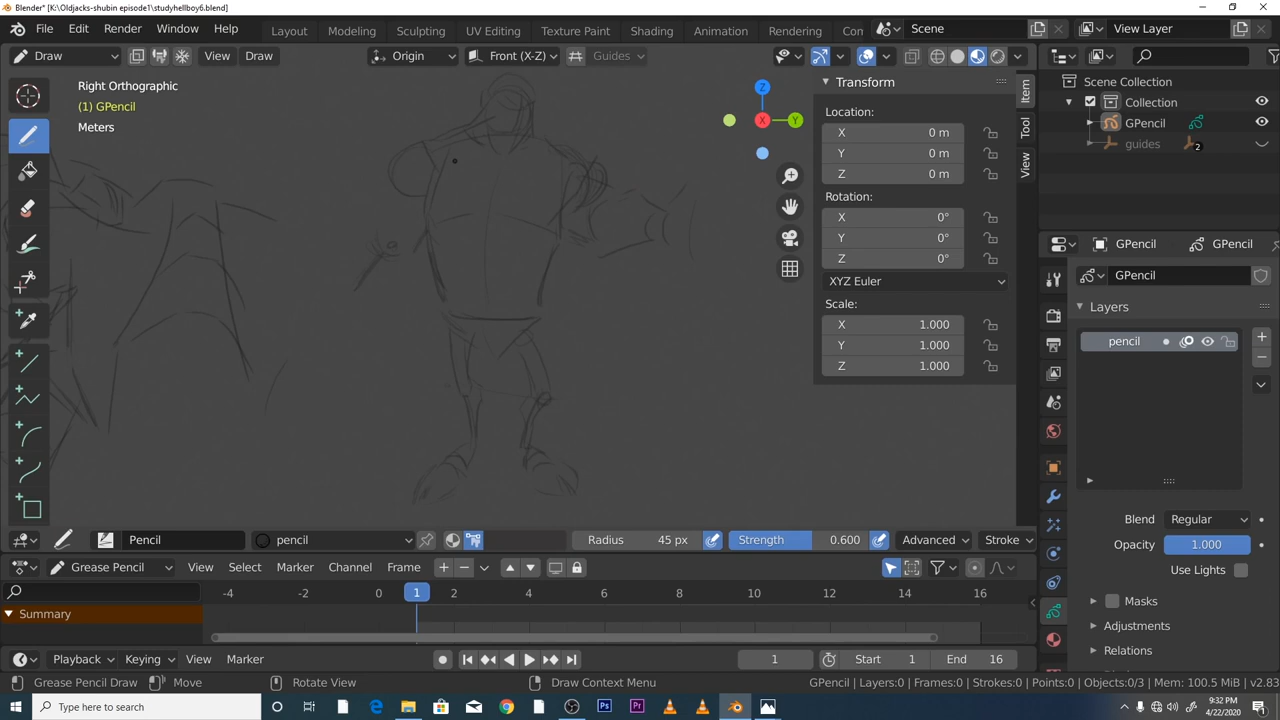 Blender* [K:\Oldjacks-shubin episode1\studyhellboy6.blend]
File Edit Render Window Help Layout Modeling Sculpting UV Editing Texture Paint Shading Animation Rendering Com Scene View Layer
Draw View Draw Origin Front (X-Z) Guides
Right Orthographic
(1) GPencil
Meters
Z
X
Y
Transform
Location:
X 0 m
Y 0 m
Z 0 m
Rotation:
X 0°
Y 0°
Z 0°
XYZ Euler
Scale:
X 1.000
Y 1.000
Z 1.000
Item
Tool
View
Scene Collection
Collection
GPencil
guides 2
GPencil GPencil
GPencil
Layers
pencil
Blend Regular
Opacity 1.000
Use Lights
Masks
Adjustments
Relations
Pencil pencil Radius 45 px Strength 0.600 Advanced Stroke
Grease Pencil View Select Marker Channel Frame
-4 -2 0 1 2 4 6 8 10 12 14 16
Summary
Playback Keying View Marker 1 Start 1 End 16
Grease Pencil Draw Move Rotate View Draw Context Menu GPencil | Layers:0 | Frames:0 | Strokes:0 | Points:0 | Objects:0/3 | Mem: 100.5 MiB | v2.83
Type here to search Ps Pr 9:32 PM
4/22/2020